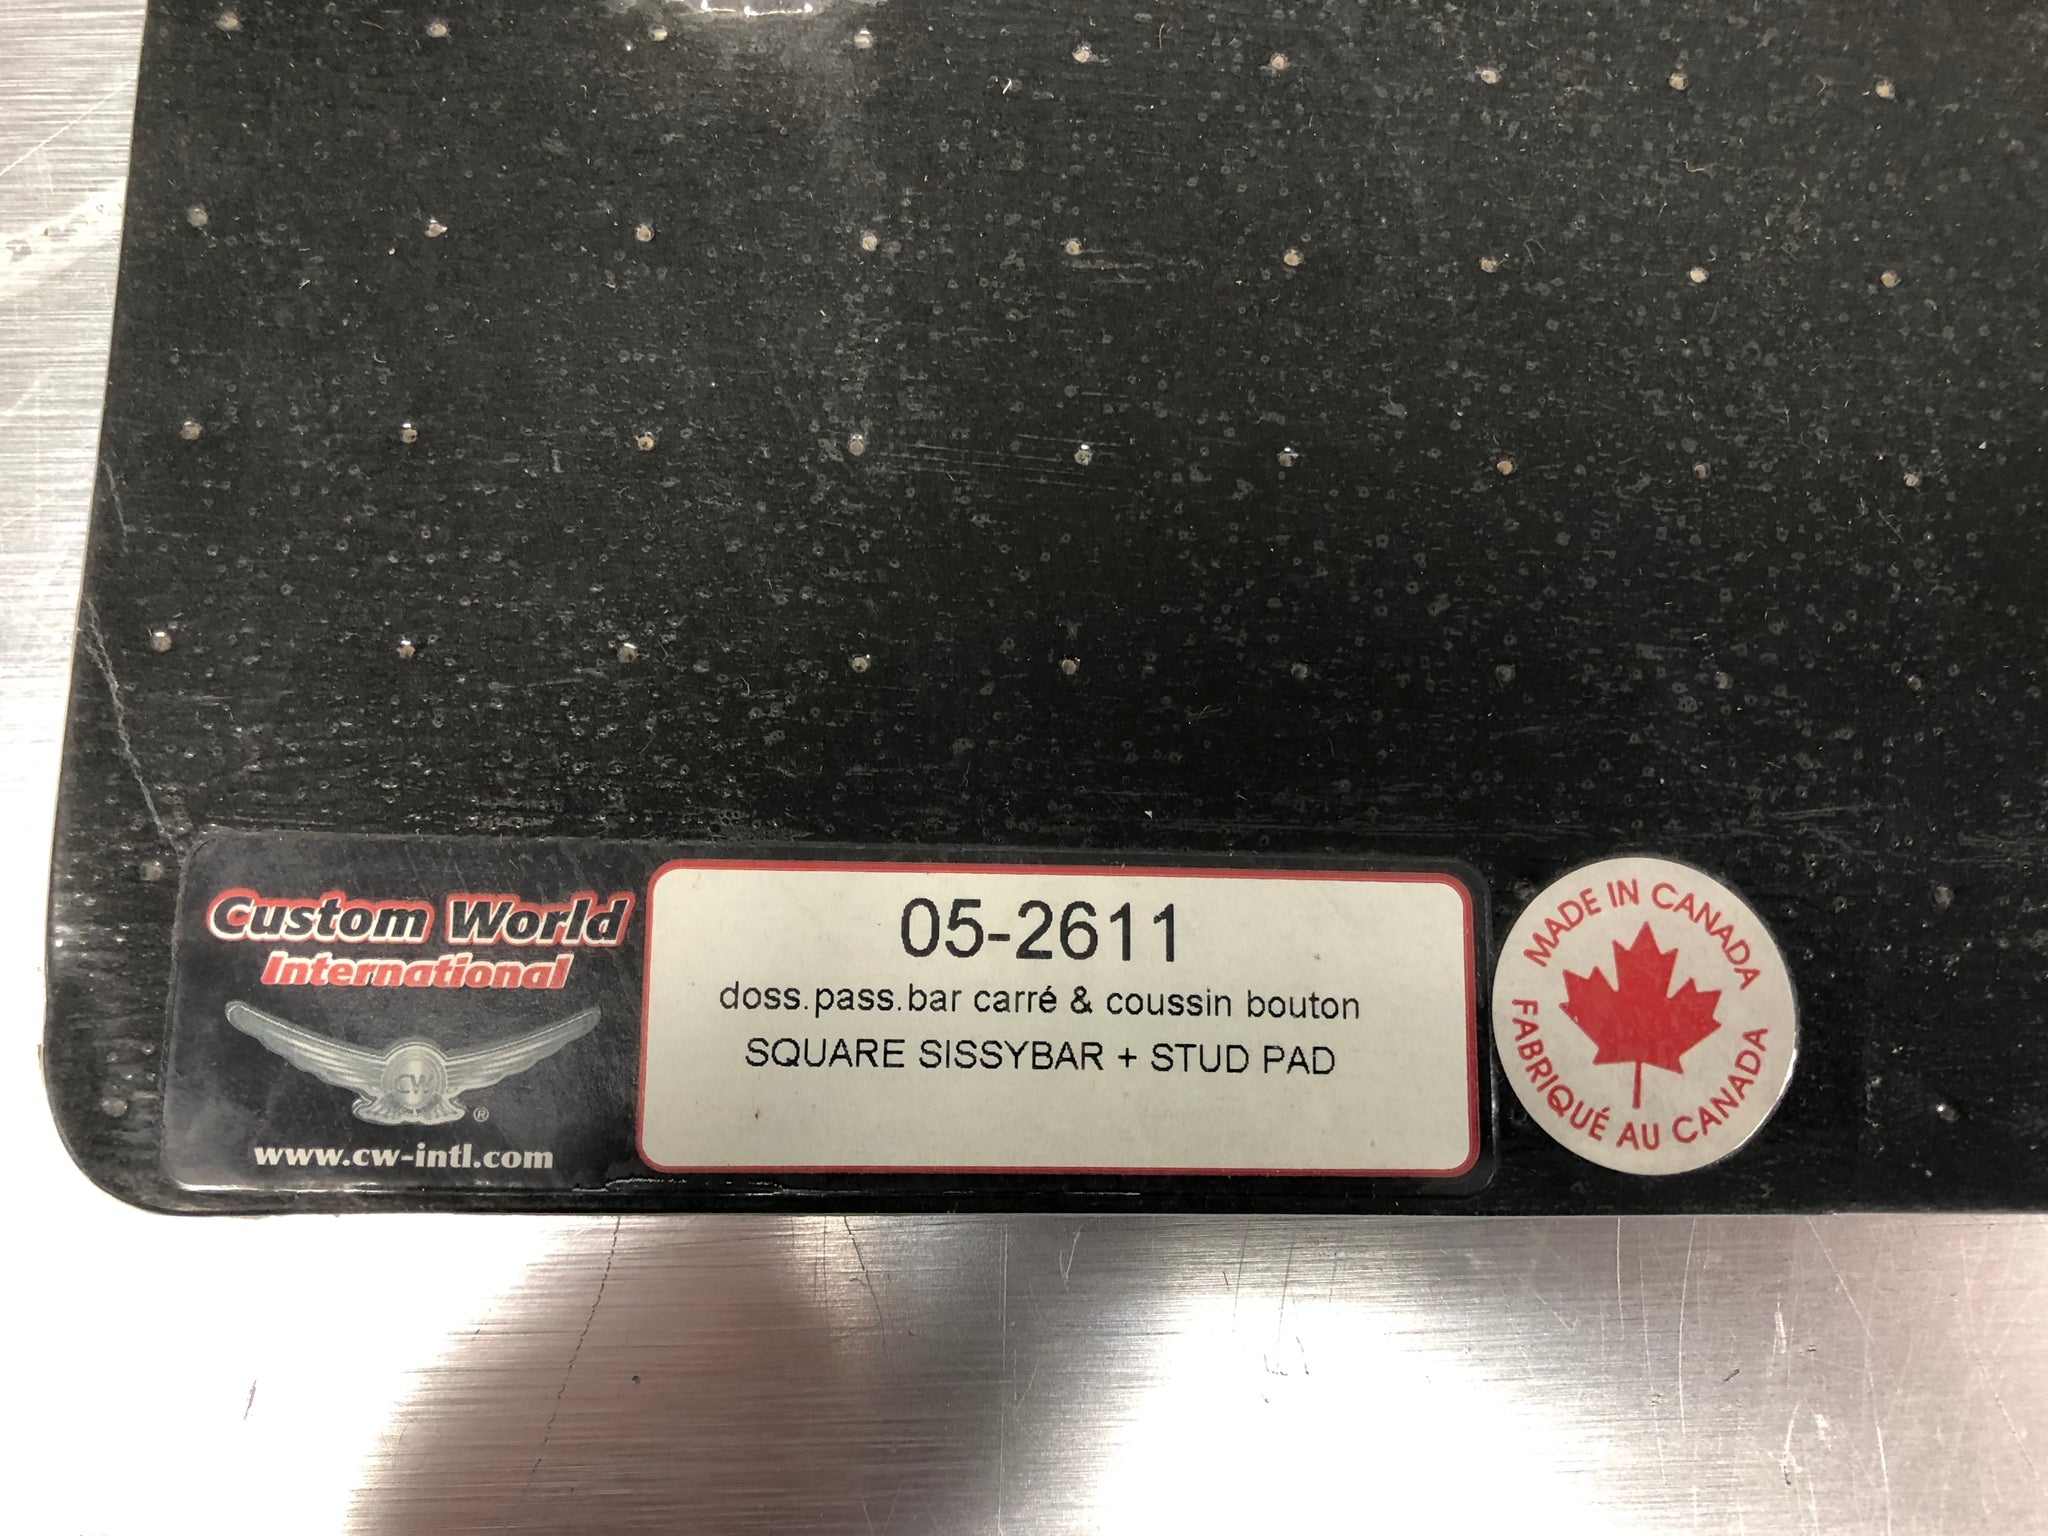 Custom World
International
CW
®
www.cw-intl.com
05-2611
doss.pass.bar carré & coussin bouton
SQUARE SISSYBAR + STUD PAD
MADE IN CANADA
FABRIQUÉ AU CANADA